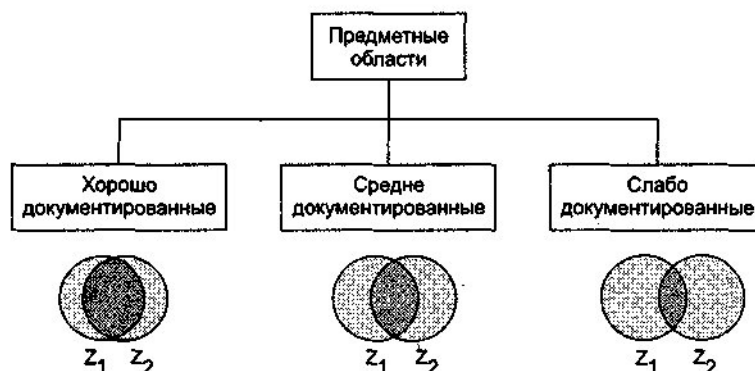 Предметные
области
Хорошо
документированные
Средне
документированные
Слабо
документированные
Z1 Z2
Z1 Z2
Z1 Z2